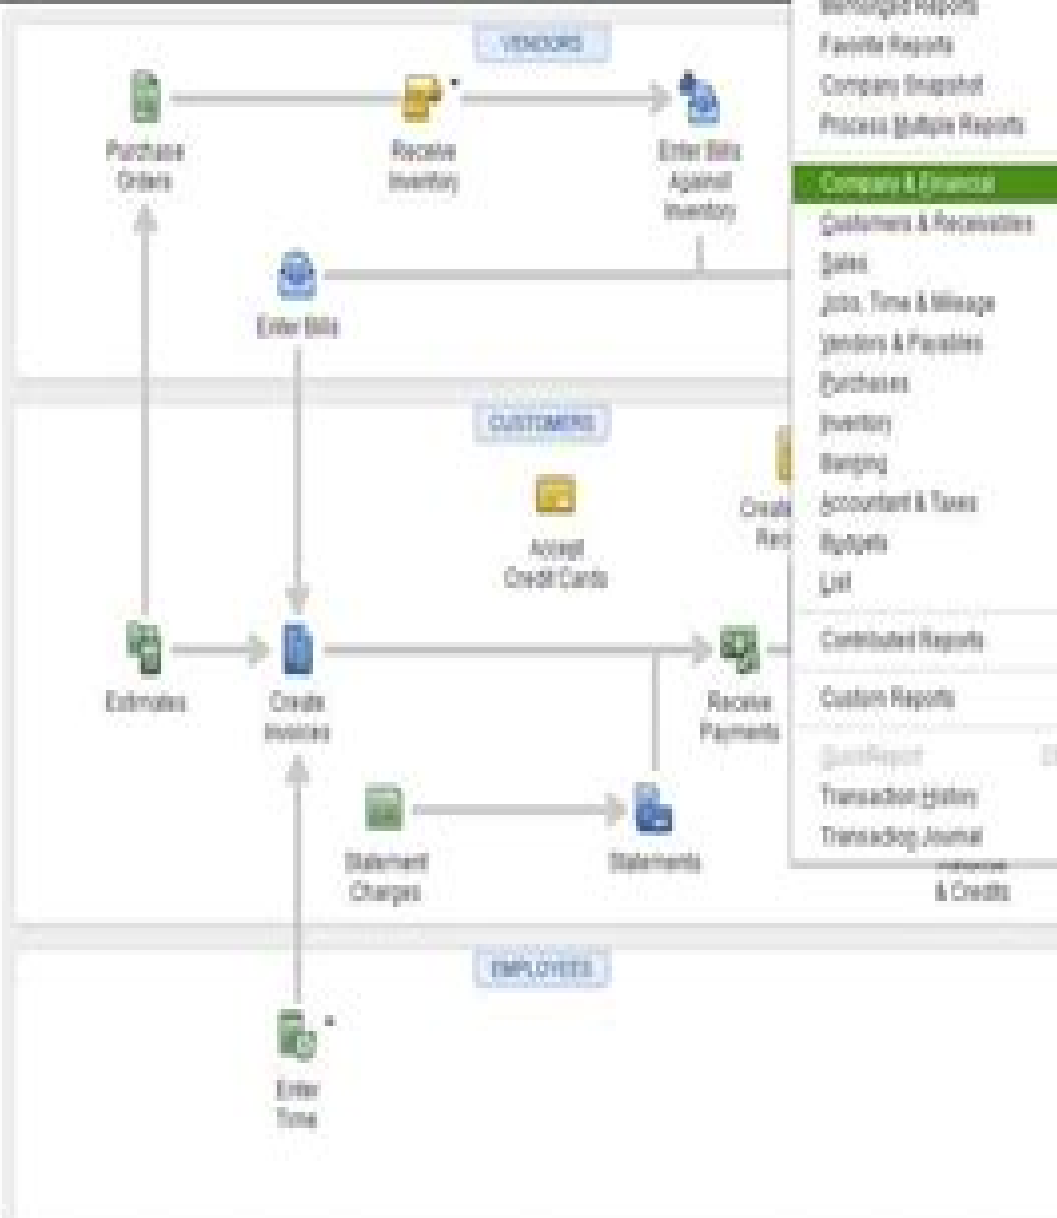 VENDORS
Purchase
Orders
Receive
Inventory
Enter Bills
Against
Inventory
Enter Bills
CUSTOMERS
Accept
Credit Cards
Create
Rec
Estimates
Create
Invoices
Receive
Payments
Statement
Charges
Statements
& Credits
EMPLOYEES
Enter
Time
Memorized Reports
Favorite Reports
Company Snapshot
Process Multiple Reports
Company & Financial
Customers & Receivables
Sales
Jobs, Time & Mileage
Vendors & Payables
Purchases
Inventory
Banking
Accountant & Taxes
Budgets
List
Contributed Reports
Custom Reports
QuickReport
Transaction History
Transaction Journal